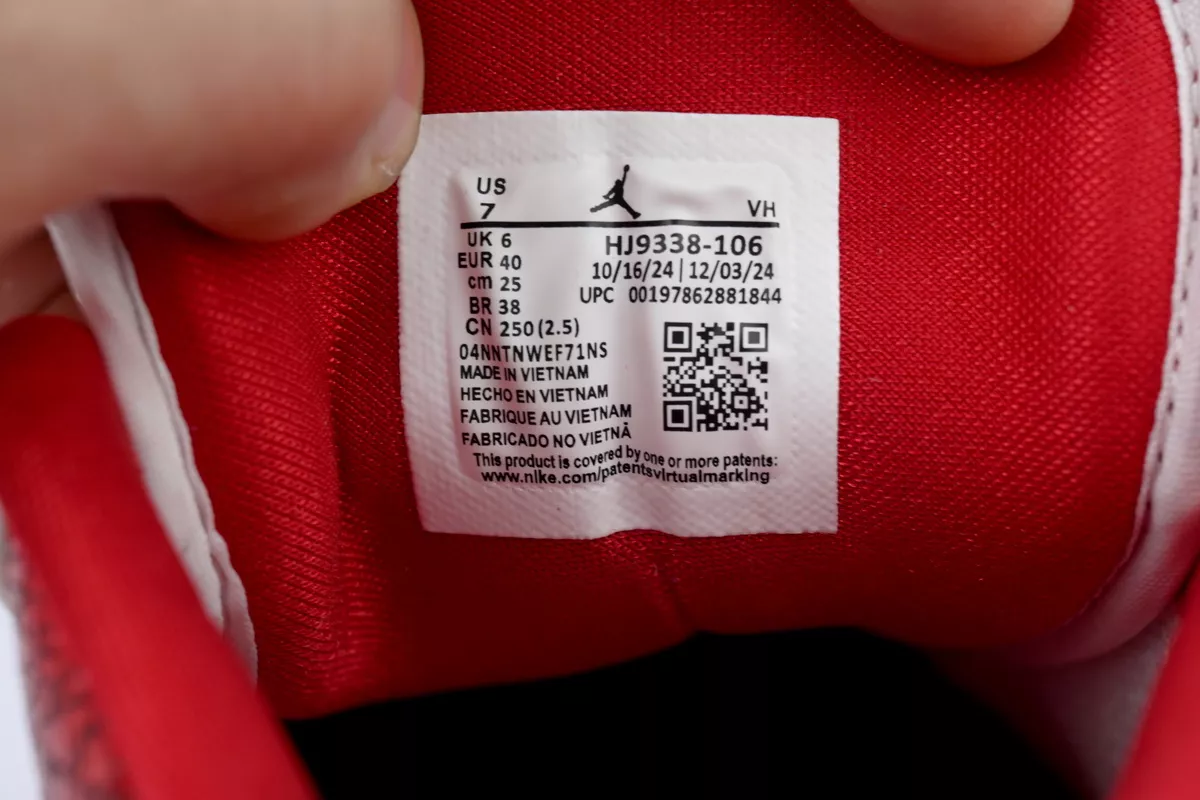 US
7
VH
UK 6
EUR 40
cm 25
BR 38
CN 250 (2.5)
HJ9338-106
10/16/24 | 12/03/24
UPC 00197862881844
04NNTNWEF71NS
MADE IN VIETNAM
HECHO EN VIETNAM
FABRIQUE AU VIETNAM
FABRICADO NO VIETNÃ
This product is covered by one or more patents:
www.nike.com/patentsvirtualmarking